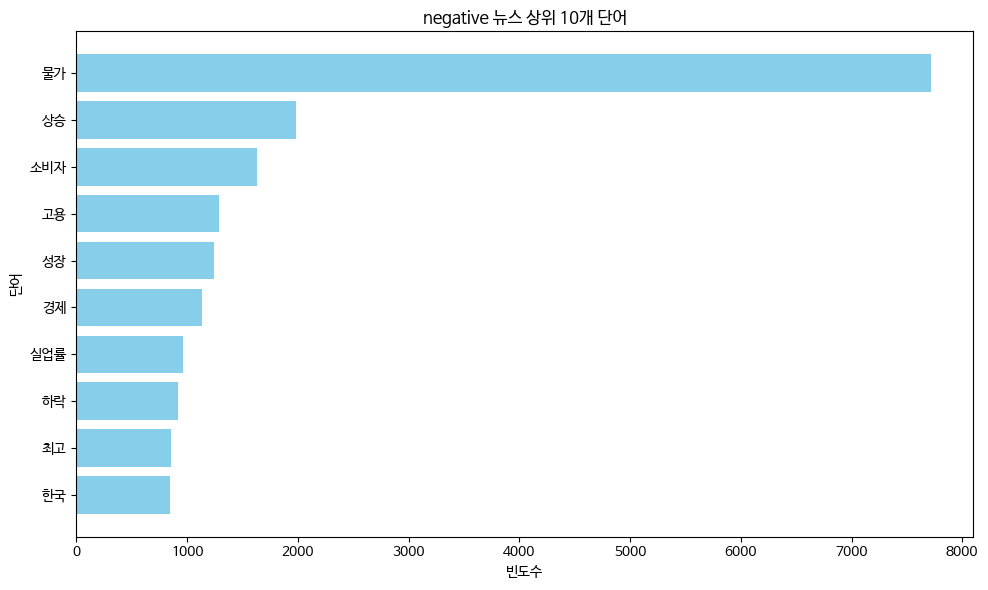 negative 뉴스 상위 10개 단어
단어
물가
상승
소비자
고용
성장
경제
실업률
하락
최고
한국
0 1000 2000 3000 4000 5000 6000 7000 8000
빈도수